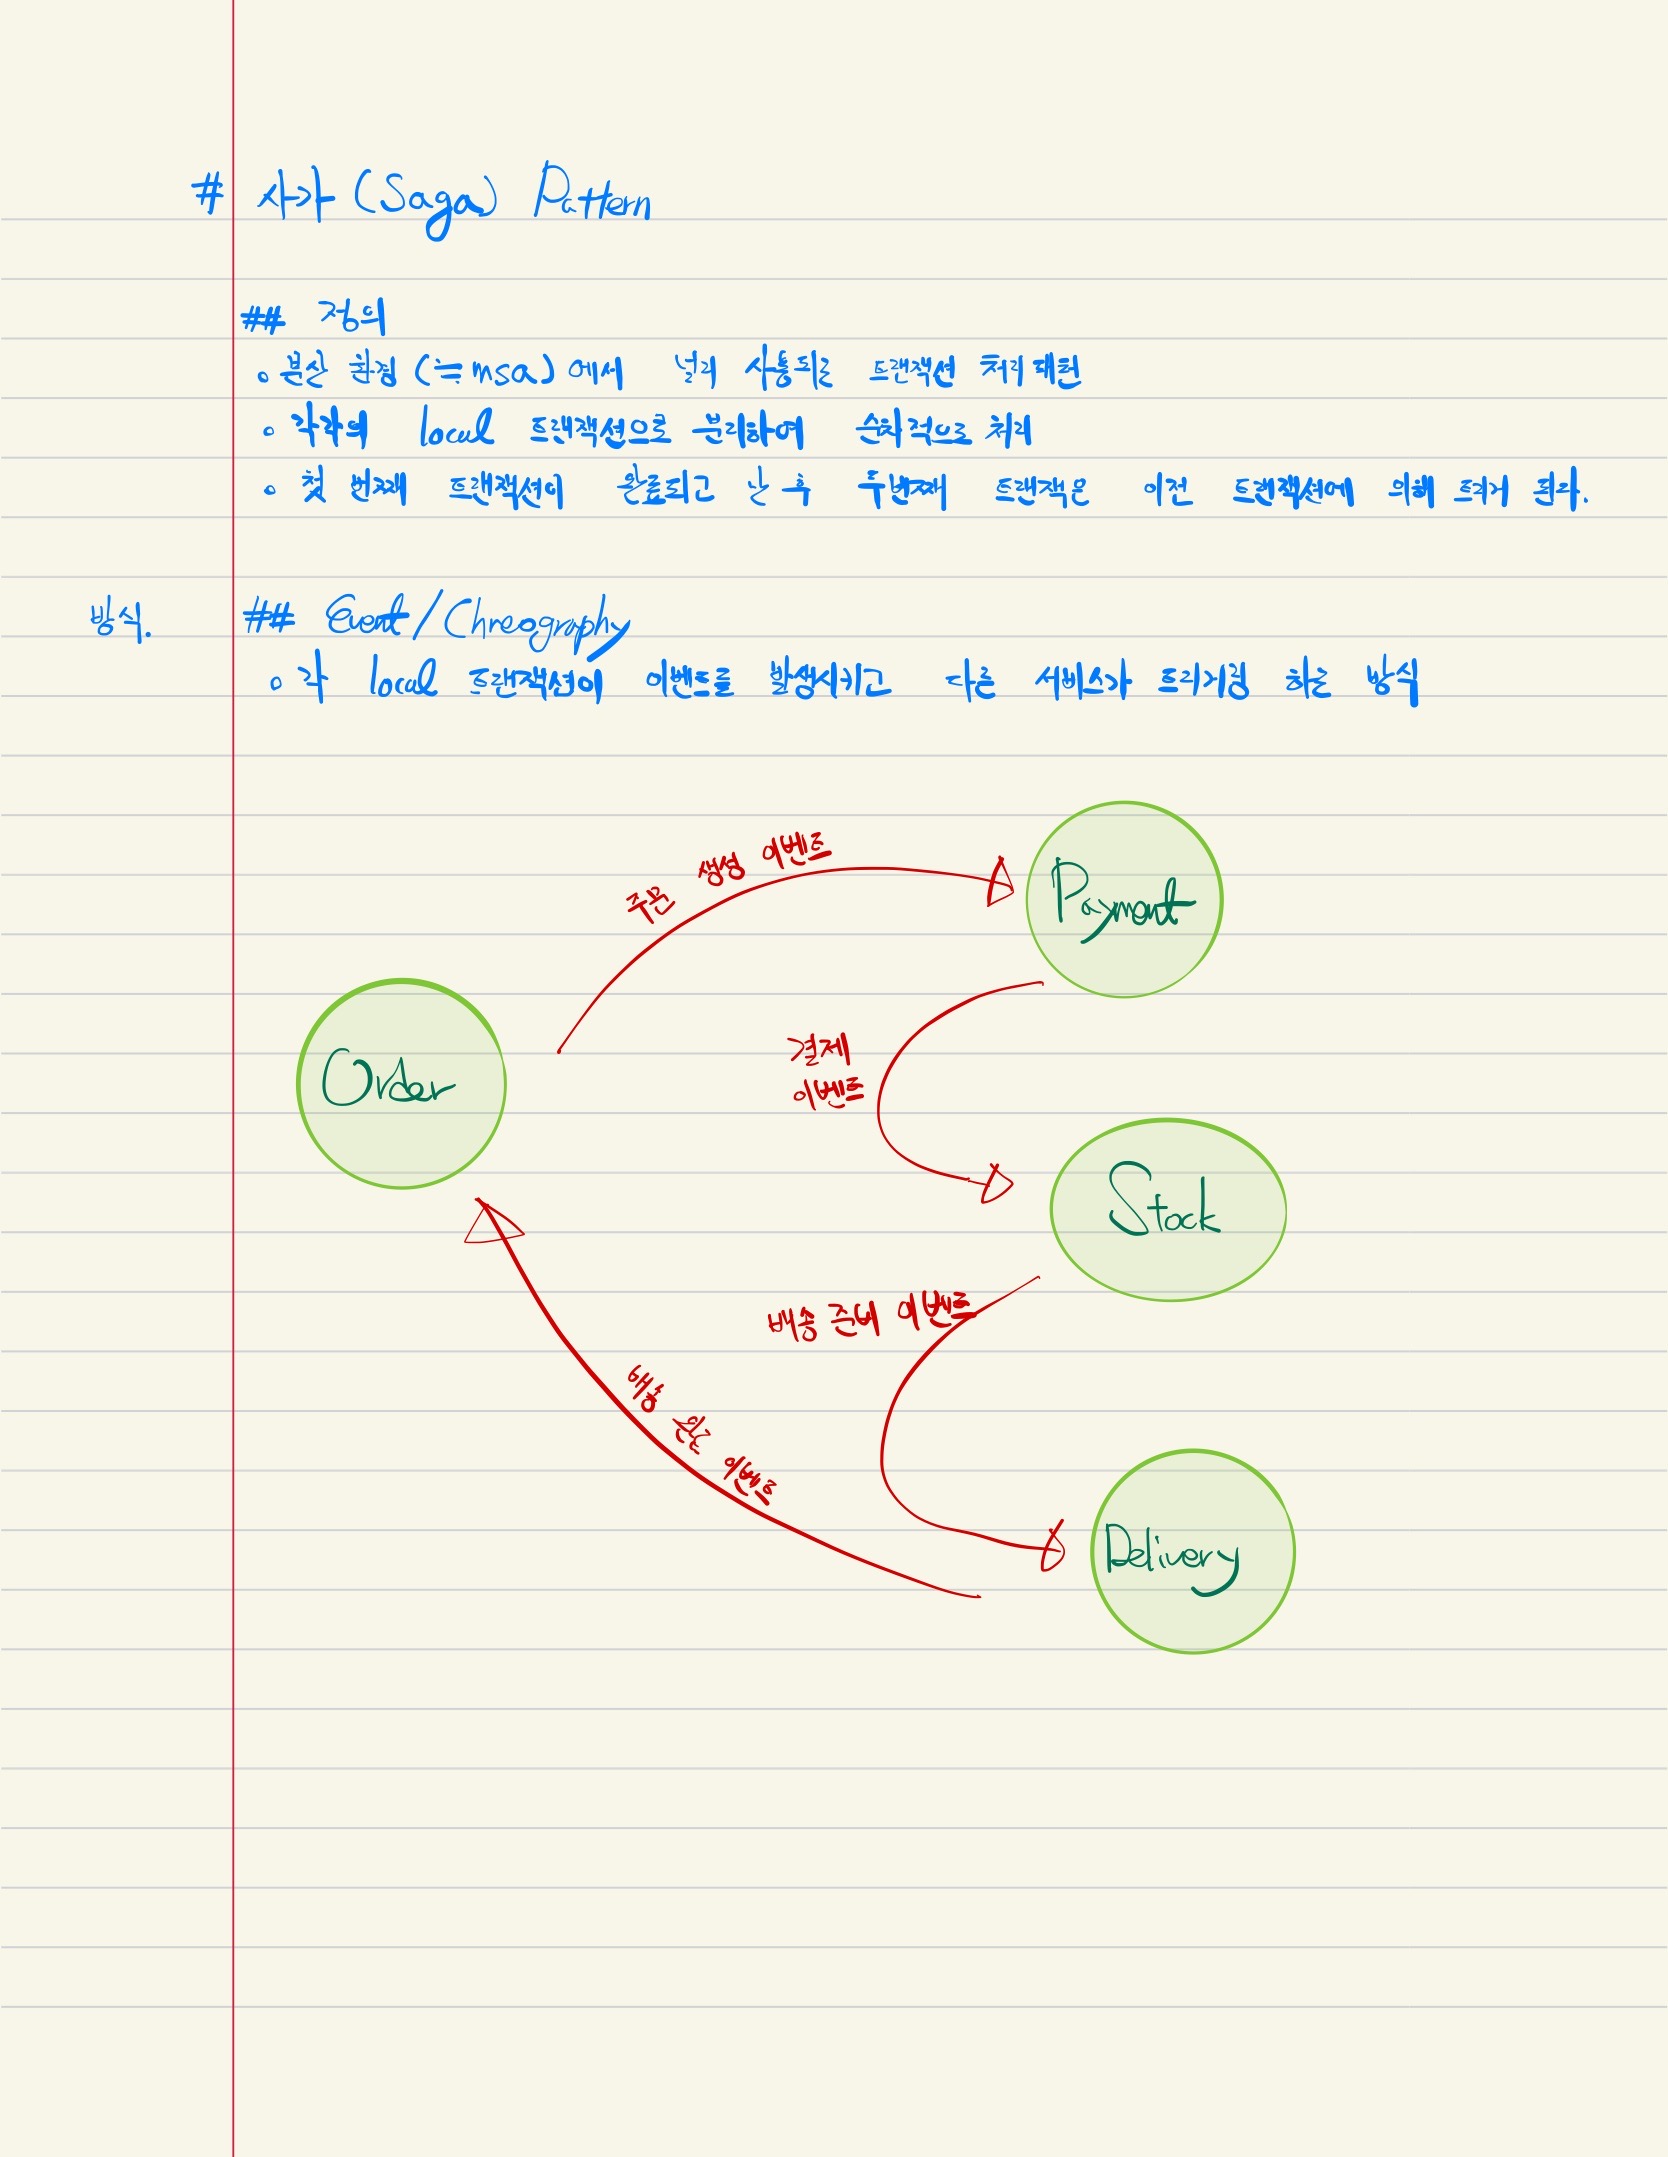 # 사가 (Saga) Pattern
## 정의
◦ 분산 환경 (≒msa) 에서 널리 사용되는 트랜잭션 처리 패턴
◦ 각각의 local 트랜잭션으로 분리하여 순차적으로 처리
◦ 첫 번째 트랜잭션이 완료되고 난 후 두번째 트랜잭은 이전 트랜잭션에 의해 트리거 된다.
방식. ## Event/Chreography
◦ 각 local 트랜잭션이 이벤트를 발생시키고 다른 서비스가 트리거링 하는 방식
주문 생성 이벤트
Payment
Order
결제
이벤트
Stock
배송 준비 이벤트
배송 완료 이벤트
Delivery